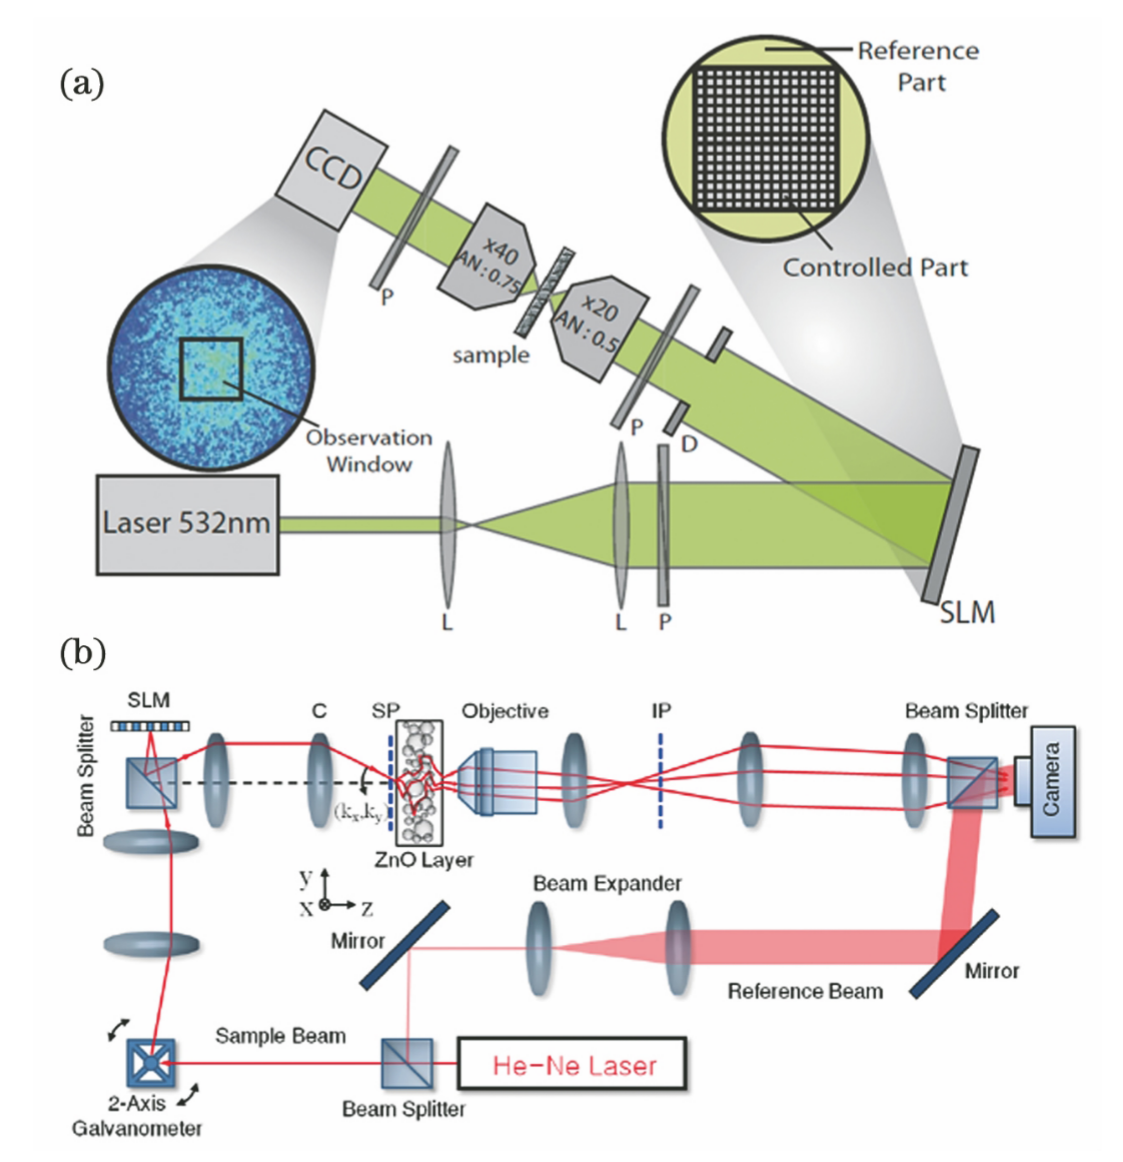 (a)
Reference
Part
CCD
x40
AN:0.75
P
Controlled Part
x20
AN:0.5
sample
P
D
Observation
Window
Laser 532nm
L
L
P
SLM
(b)
SLM
C
SP
Objective
IP
Beam Splitter
Beam Splitter
Camera
(kx,ky)
ZnO Layer
y
x
z
Beam Expander
Mirror
Mirror
Reference Beam
Sample Beam
He-Ne Laser
2-Axis
Galvanometer
Beam Splitter